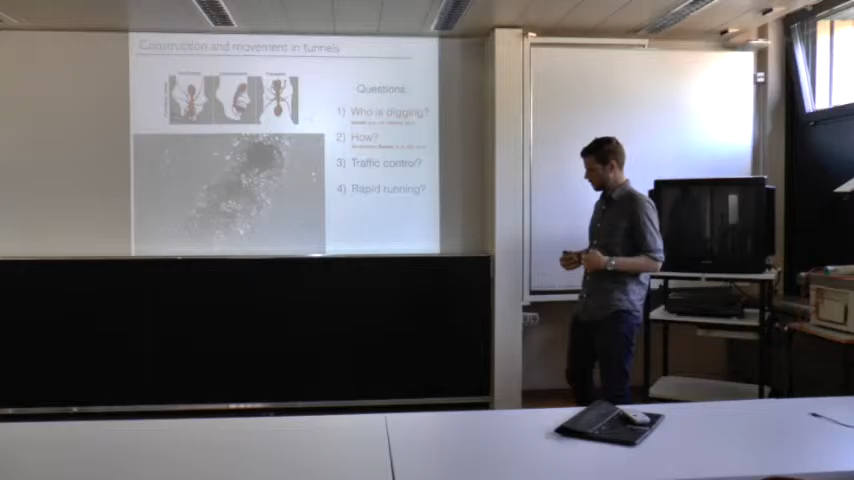 Construction and movement in tunnels
Questions.
1) Who is digging?
2) How?
3) Traffic control?
4) Rapid running?